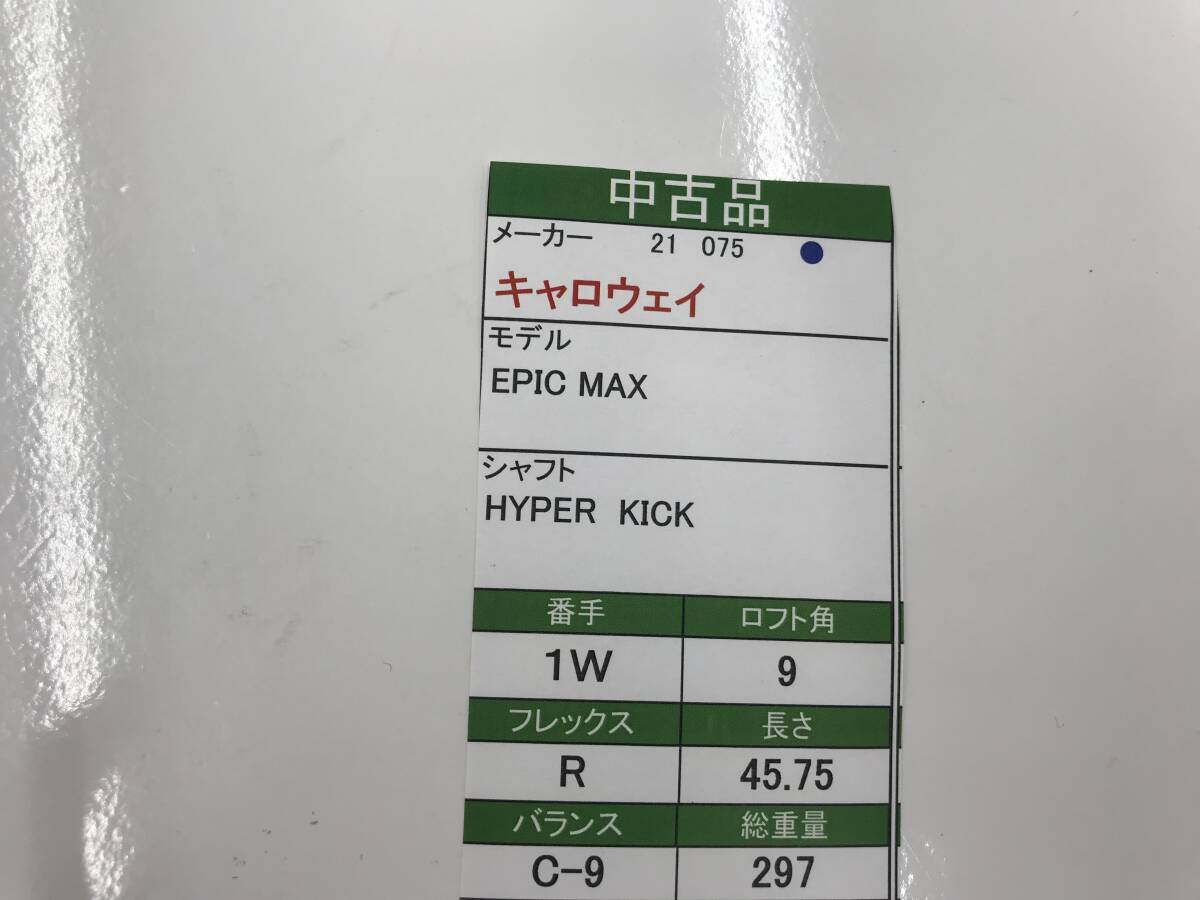 中古品
メーカー 21 075
キャロウェイ
モデル
EPIC MAX
シャフト
HYPER KICK
番手 ロフト角
1W 9
フレックス 長さ
R 45.75
バランス 総重量
C-9 297